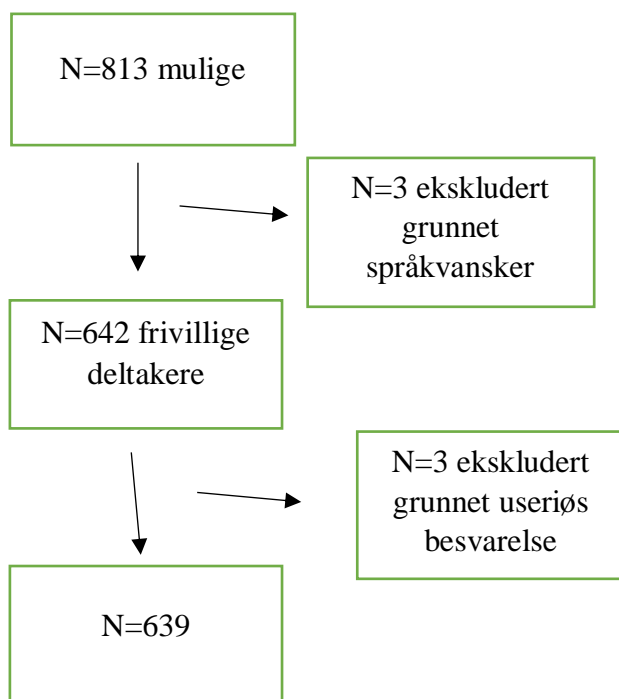 N=813 mulige
N=3 ekskludert
grunnet
språkvansker
N=642 frivillige
deltakere
N=3 ekskludert
grunnet useriøs
besvarelse
N=639